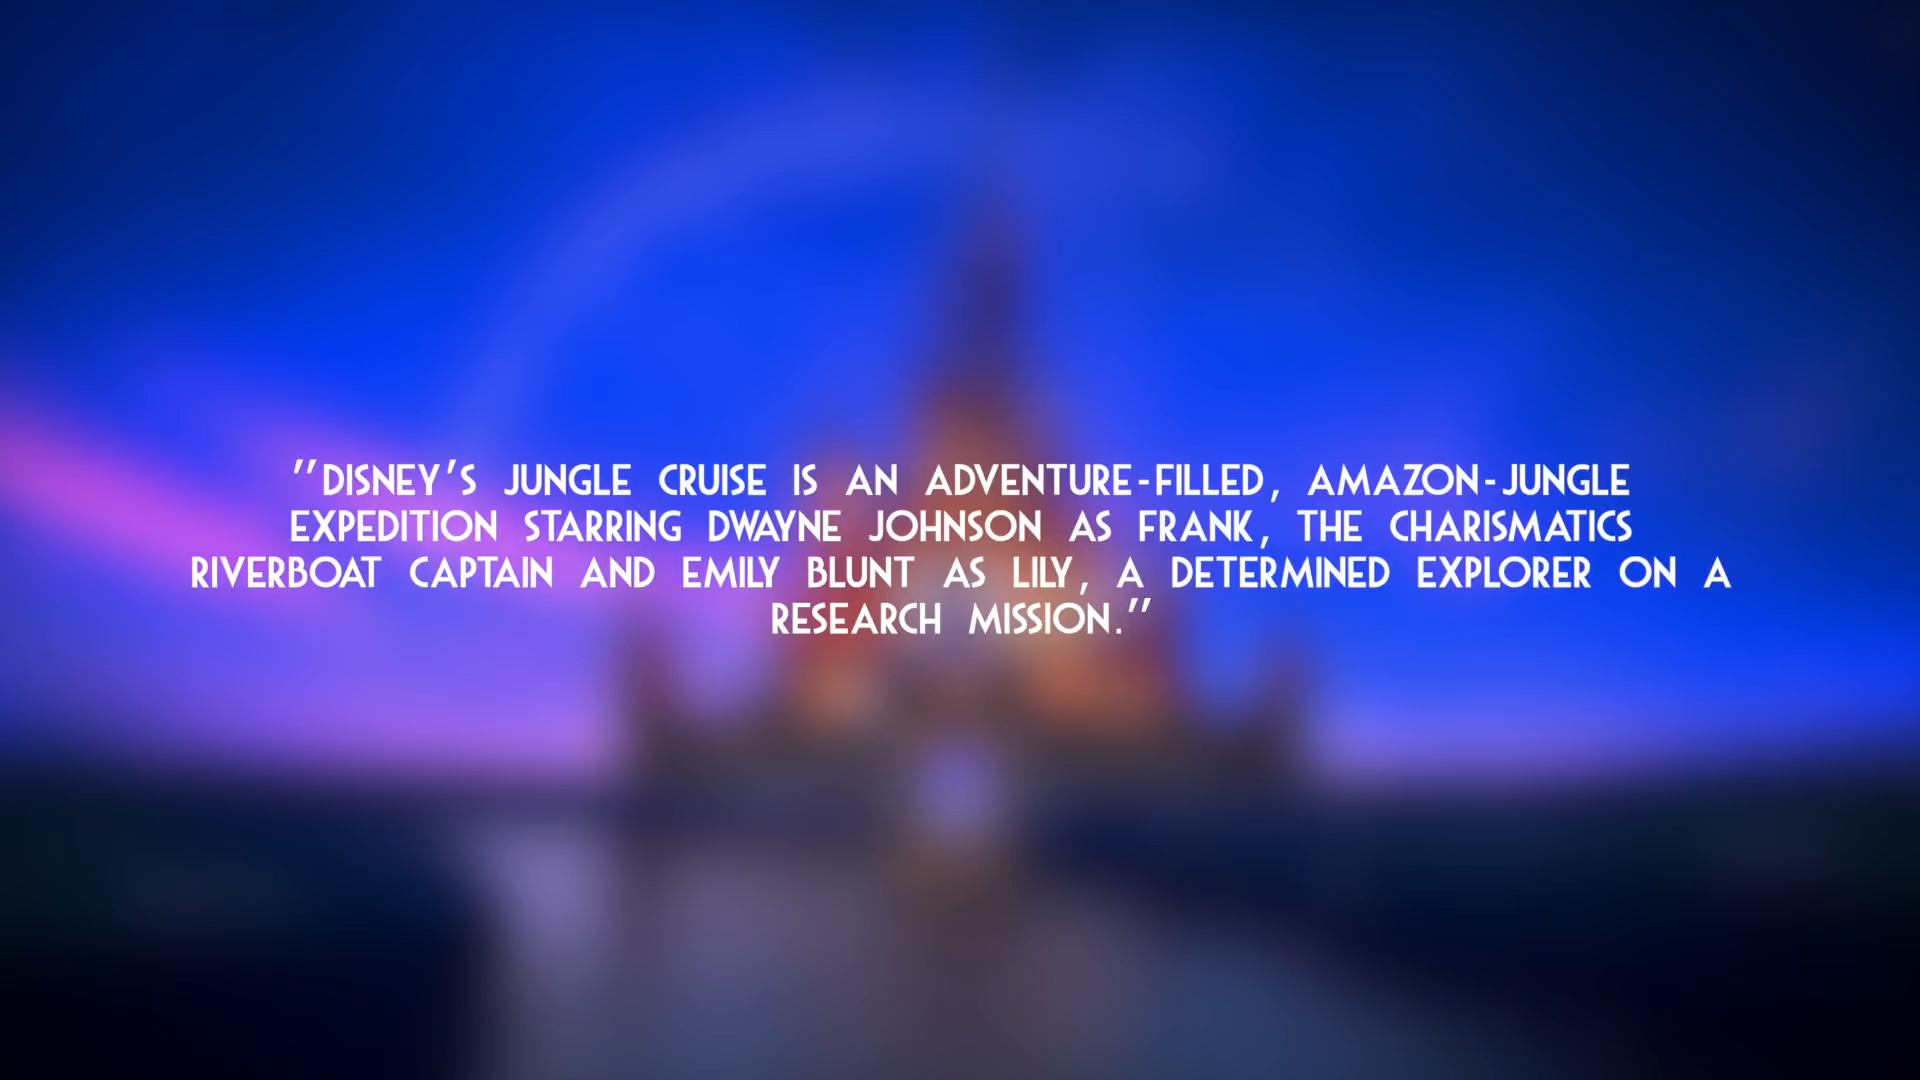 "DISNEY'S JUNGLE CRUISE IS AN ADVENTURE-FILLED, AMAZON-JUNGLE
EXPEDITION STARRING DWAYNE JOHNSON AS FRANK, THE CHARISMATICS
RIVERBOAT CAPTAIN AND EMILY BLUNT AS LILY, A DETERMINED EXPLORER ON A
RESEARCH MISSION."